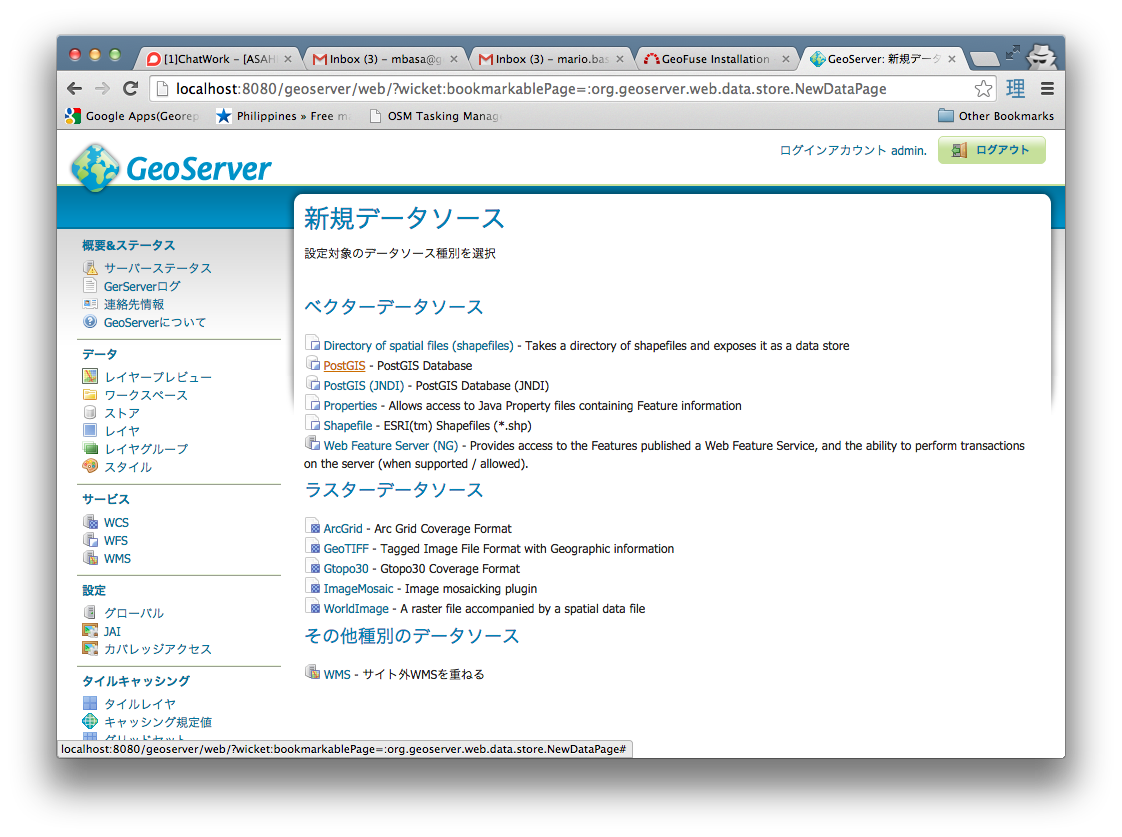 [1]ChatWork – [ASAH
Inbox (3) – mbasa@g
Inbox (3) – mario.bas
GeoFuse Installation
GeoServer: 新規データ
localhost:8080/geoserver/web/?wicket:bookmarkablePage=:org.geoserver.web.data.store.NewDataPage
理
Google Apps(Georep
Philippines » Free m
OSM Tasking Mana
Other Bookmarks
GeoServer
ログインアカウント admin.
ログアウト
概要&ステータス
サーバーステータス
GerServerログ
連絡先情報
GeoServerについて
データ
レイヤープレビュー
ワークスペース
ストア
レイヤ
レイヤグループ
スタイル
サービス
WCS
WFS
WMS
設定
グローバル
JAI
カバレッジアクセス
タイルキャッシング
タイルレイヤ
キャッシング規定値
グリッドセット
新規データソース
設定対象のデータソース種別を選択
ベクターデータソース
Directory of spatial files (shapefiles) - Takes a directory of shapefiles and exposes it as a data store
PostGIS - PostGIS Database
PostGIS (JNDI) - PostGIS Database (JNDI)
Properties - Allows access to Java Property files containing Feature information
Shapefile - ESRI(tm) Shapefiles (*.shp)
Web Feature Server (NG) - Provides access to the Features published a Web Feature Service, and the ability to perform transactions
on the server (when supported / allowed).
ラスターデータソース
ArcGrid - Arc Grid Coverage Format
GeoTIFF - Tagged Image File Format with Geographic information
Gtopo30 - Gtopo30 Coverage Format
ImageMosaic - Image mosaicking plugin
WorldImage - A raster file accompanied by a spatial data file
その他種別のデータソース
WMS - サイト外WMSを重ねる
localhost:8080/geoserver/web/?wicket:bookmarkablePage=:org.geoserver.web.data.store.NewDataPage#